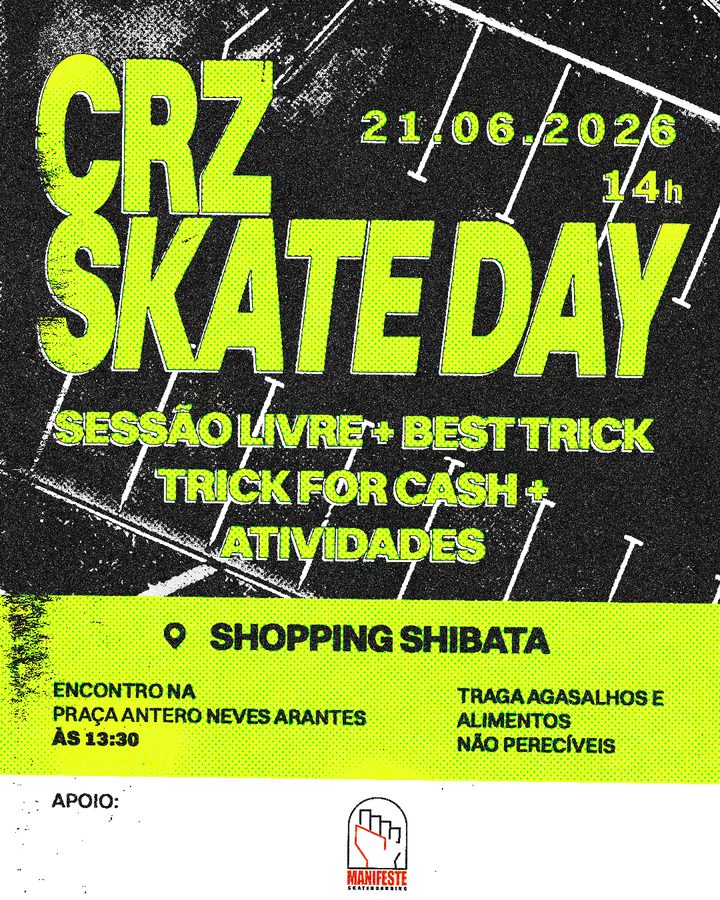 CRZ
21.06.2026
14h
SKATE DAY
SESSÃO LIVRE + BEST TRICK
TRICK FOR CASH +
ATIVIDADES
SHOPPING SHIBATA
ENCONTRO NA
PRAÇA ANTERO NEVES ARANTES
ÀS 13:30
TRAGA AGASALHOS E
ALIMENTOS
NÃO PERECÍVEIS
APOIO:
MANIFESTE
SKATEBOARDING